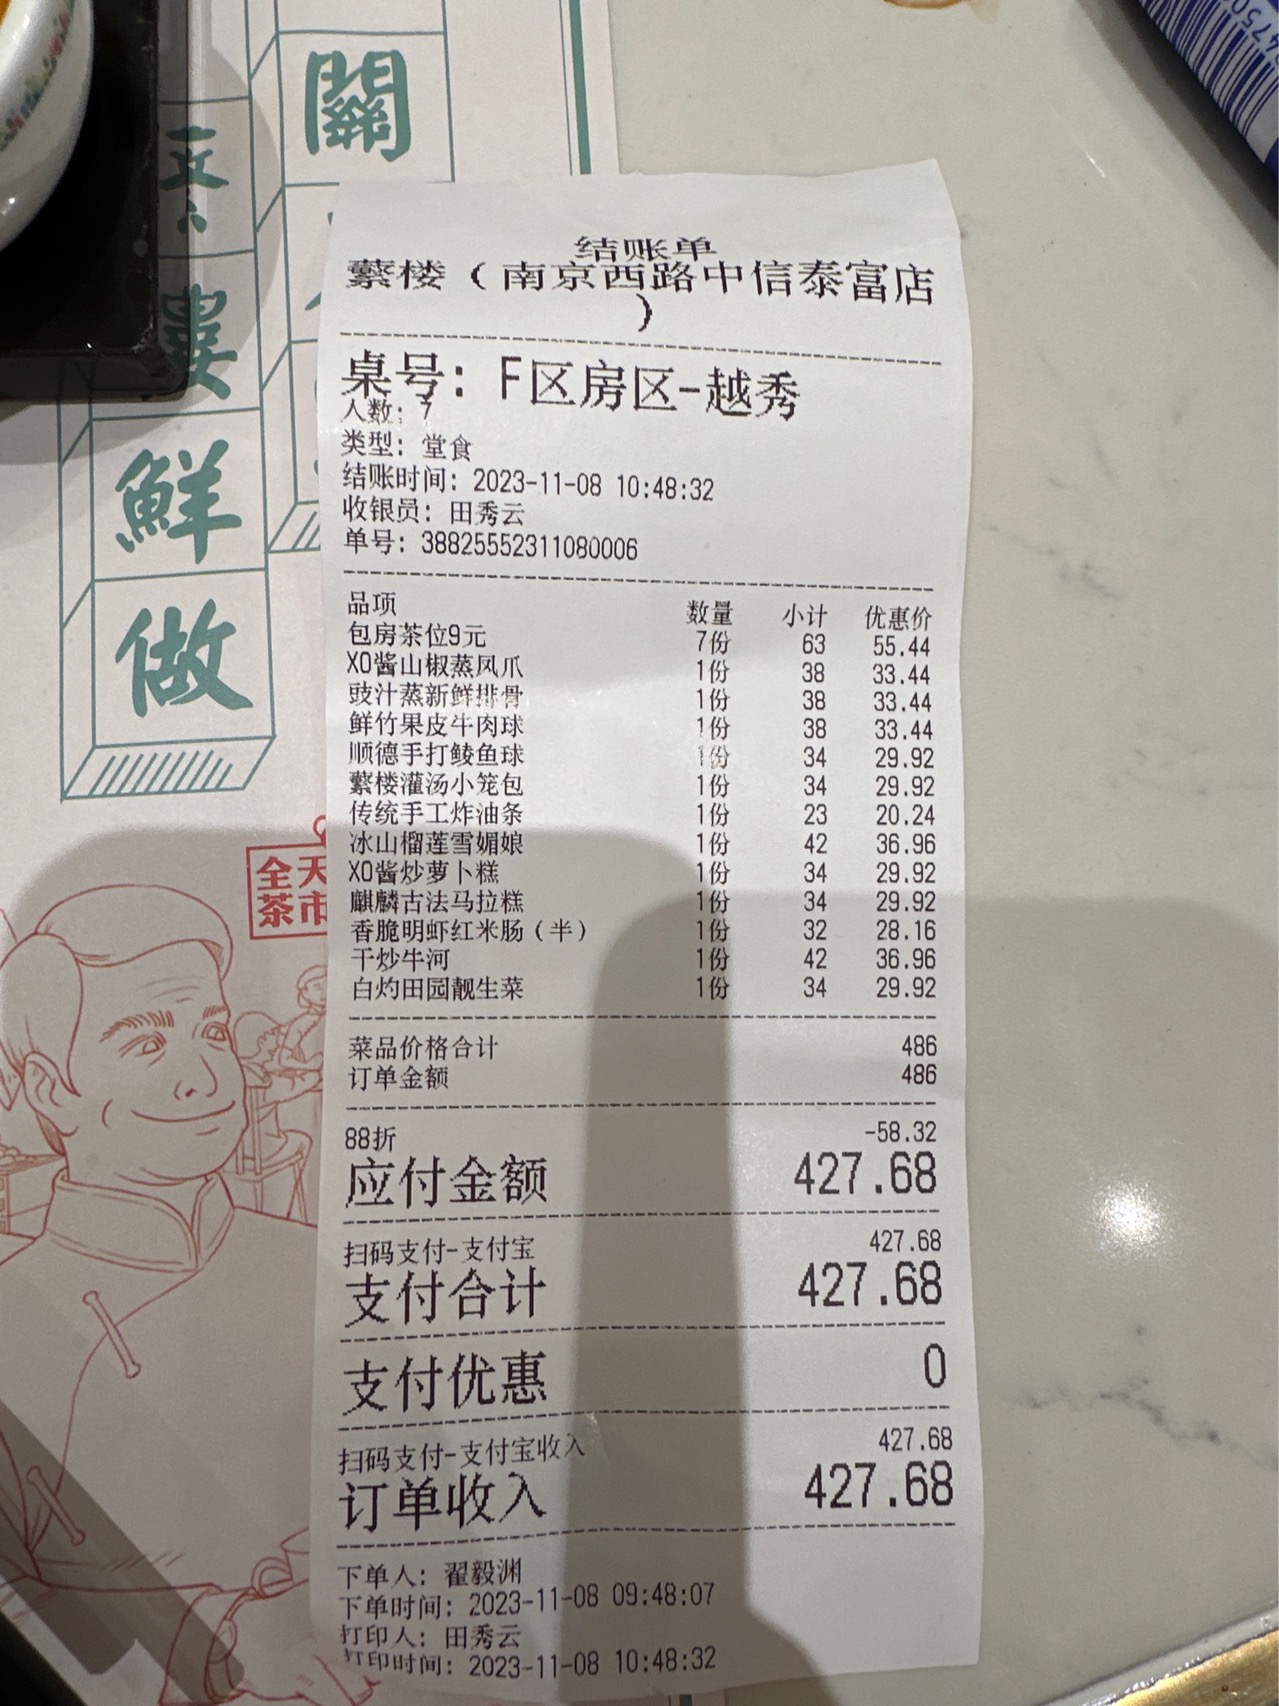 關
文
樓
鮮
做
全天
茶市
4750
结账单
蘩楼（南京西路中信泰富店
）
桌号: F区房区-越秀
人数: 7
类型: 堂食
结账时间: 2023-11-08 10:48:32
收银员: 田秀云
单号: 38825552311080006
品项 数量 小计 优惠价
包房茶位9元 7份 63 55.44
XO酱山椒蒸凤爪 1份 38 33.44
豉汁蒸新鲜排骨 1份 38 33.44
鲜竹果皮牛肉球 1份 38 33.44
顺德手打鲮鱼球 1份 34 29.92
蘩楼灌汤小笼包 1份 34 29.92
传统手工炸油条 1份 23 20.24
冰山榴莲雪媚娘 1份 42 36.96
XO酱炒萝卜糕 1份 34 29.92
麒麟古法马拉糕 1份 34 29.92
香脆明虾红米肠（半） 1份 32 28.16
干炒牛河 1份 42 36.96
白灼田园靓生菜 1份 34 29.92
菜品价格合计 486
订单金额 486
88折 -58.32
应付金额 427.68
扫码支付-支付宝 427.68
支付合计 427.68
支付优惠 0
扫码支付-支付宝收入 427.68
订单收入 427.68
下单人: 翟毅渊
下单时间: 2023-11-08 09:48:07
打印人: 田秀云
打印时间: 2023-11-08 10:48:32